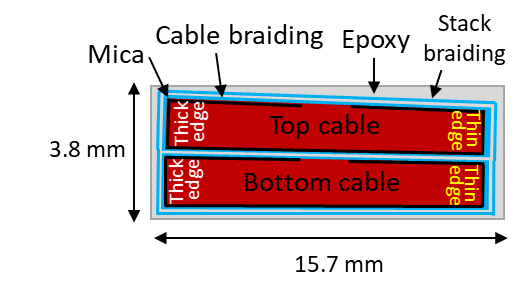 Mica
Cable braiding
Epoxy
Stack
braiding
Thick
edge
Top cable
Thin
edge
3.8 mm
Thick
edge
Bottom cable
Thin
edge
15.7 mm